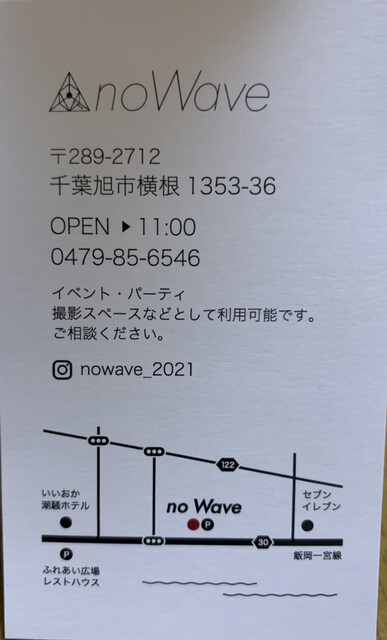 noWave
〒289-2712
千葉旭市横根 1353-36
OPEN ▶ 11:00
0479-85-6546
イベント・パーティ
撮影スペースなどとして利用可能です。
ご相談ください。
nowave_2021
122
いいおか
潮騒ホテル
no Wave
P
セブン
イレブン
30
飯岡一宮線
P
ふれあい広場
レストハウス